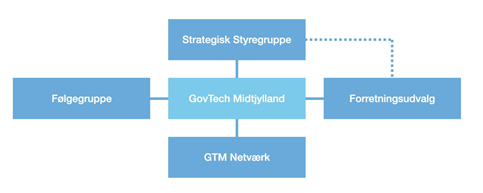 Strategisk Styregruppe
Følgegruppe
GovTech Midtjylland
Forretningsudvalg
GTM Netværk